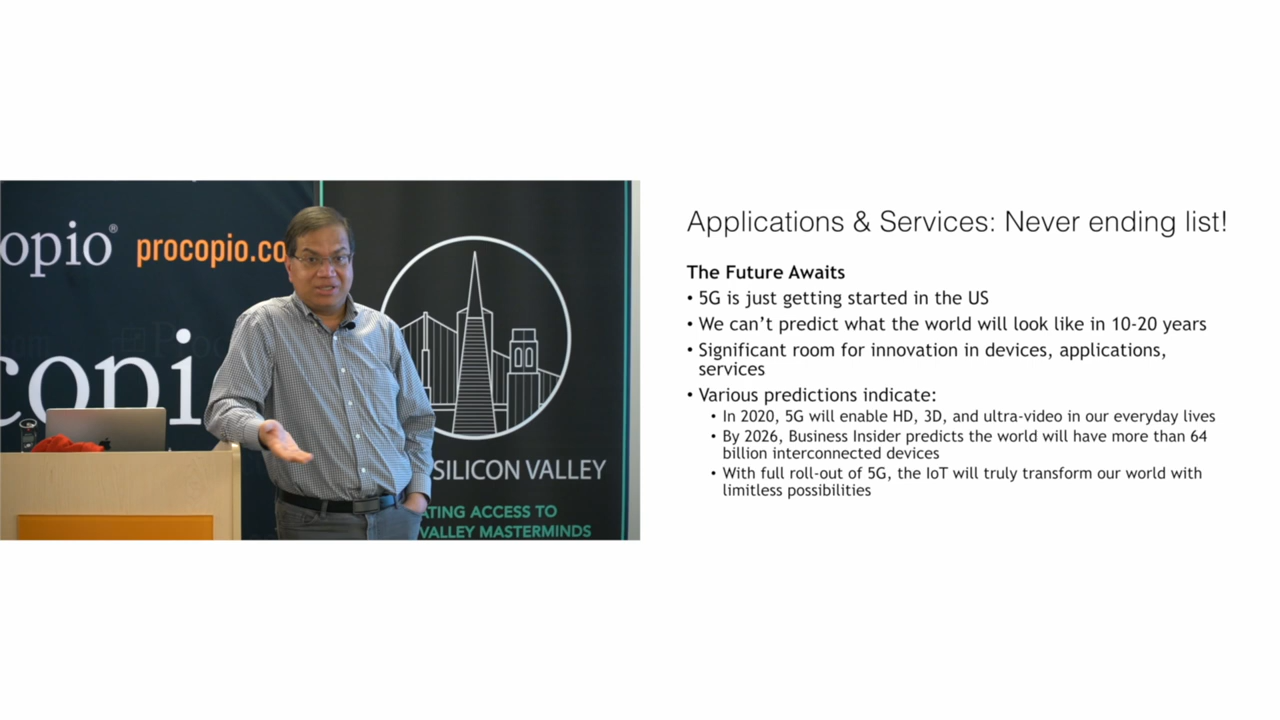 opio®
procopio.co
copi
SILICON VALLEY
ATING ACCESS TO
VALLEY MASTERMINDS
Applications & Services: Never ending list!
The Future Awaits
• 5G is just getting started in the US
• We can’t predict what the world will look like in 10-20 years
• Significant room for innovation in devices, applications,
services
• Various predictions indicate:
• In 2020, 5G will enable HD, 3D, and ultra-video in our everyday lives
• By 2026, Business Insider predicts the world will have more than 64
billion interconnected devices
• With full roll-out of 5G, the IoT will truly transform our world with
limitless possibilities